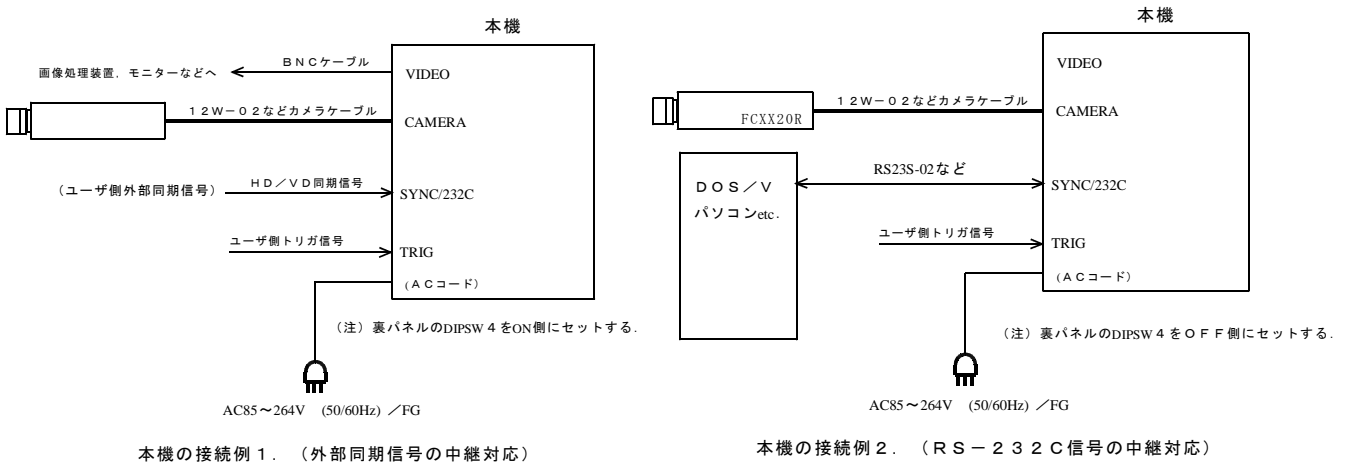 本機
画像処理装置．モニターなどへ
ＢＮＣケーブル
VIDEO
１２Ｗ－０２などカメラケーブル
CAMERA
（ユーザ側外部同期信号）
ＨＤ／ＶＤ同期信号
SYNC/232C
ユーザ側トリガ信号
TRIG
(ＡＣコード)
（注）裏パネルのDIPSW４をON側にセットする．
AC85～264V (50/60Hz) ／FG
本機の接続例１．（外部同期信号の中継対応）
本機
VIDEO
FCXX20R
１２Ｗ－０２などカメラケーブル
CAMERA
ＤＯＳ／Ｖ
パソコンetc．
RS23S-02など
SYNC/232C
ユーザ側トリガ信号
TRIG
(ＡＣコード)
（注）裏パネルのDIPSW４をＯＦＦ側にセットする．
AC85～264V (50/60Hz) ／FG
本機の接続例２．（ＲＳ－２３２Ｃ信号の中継対応）